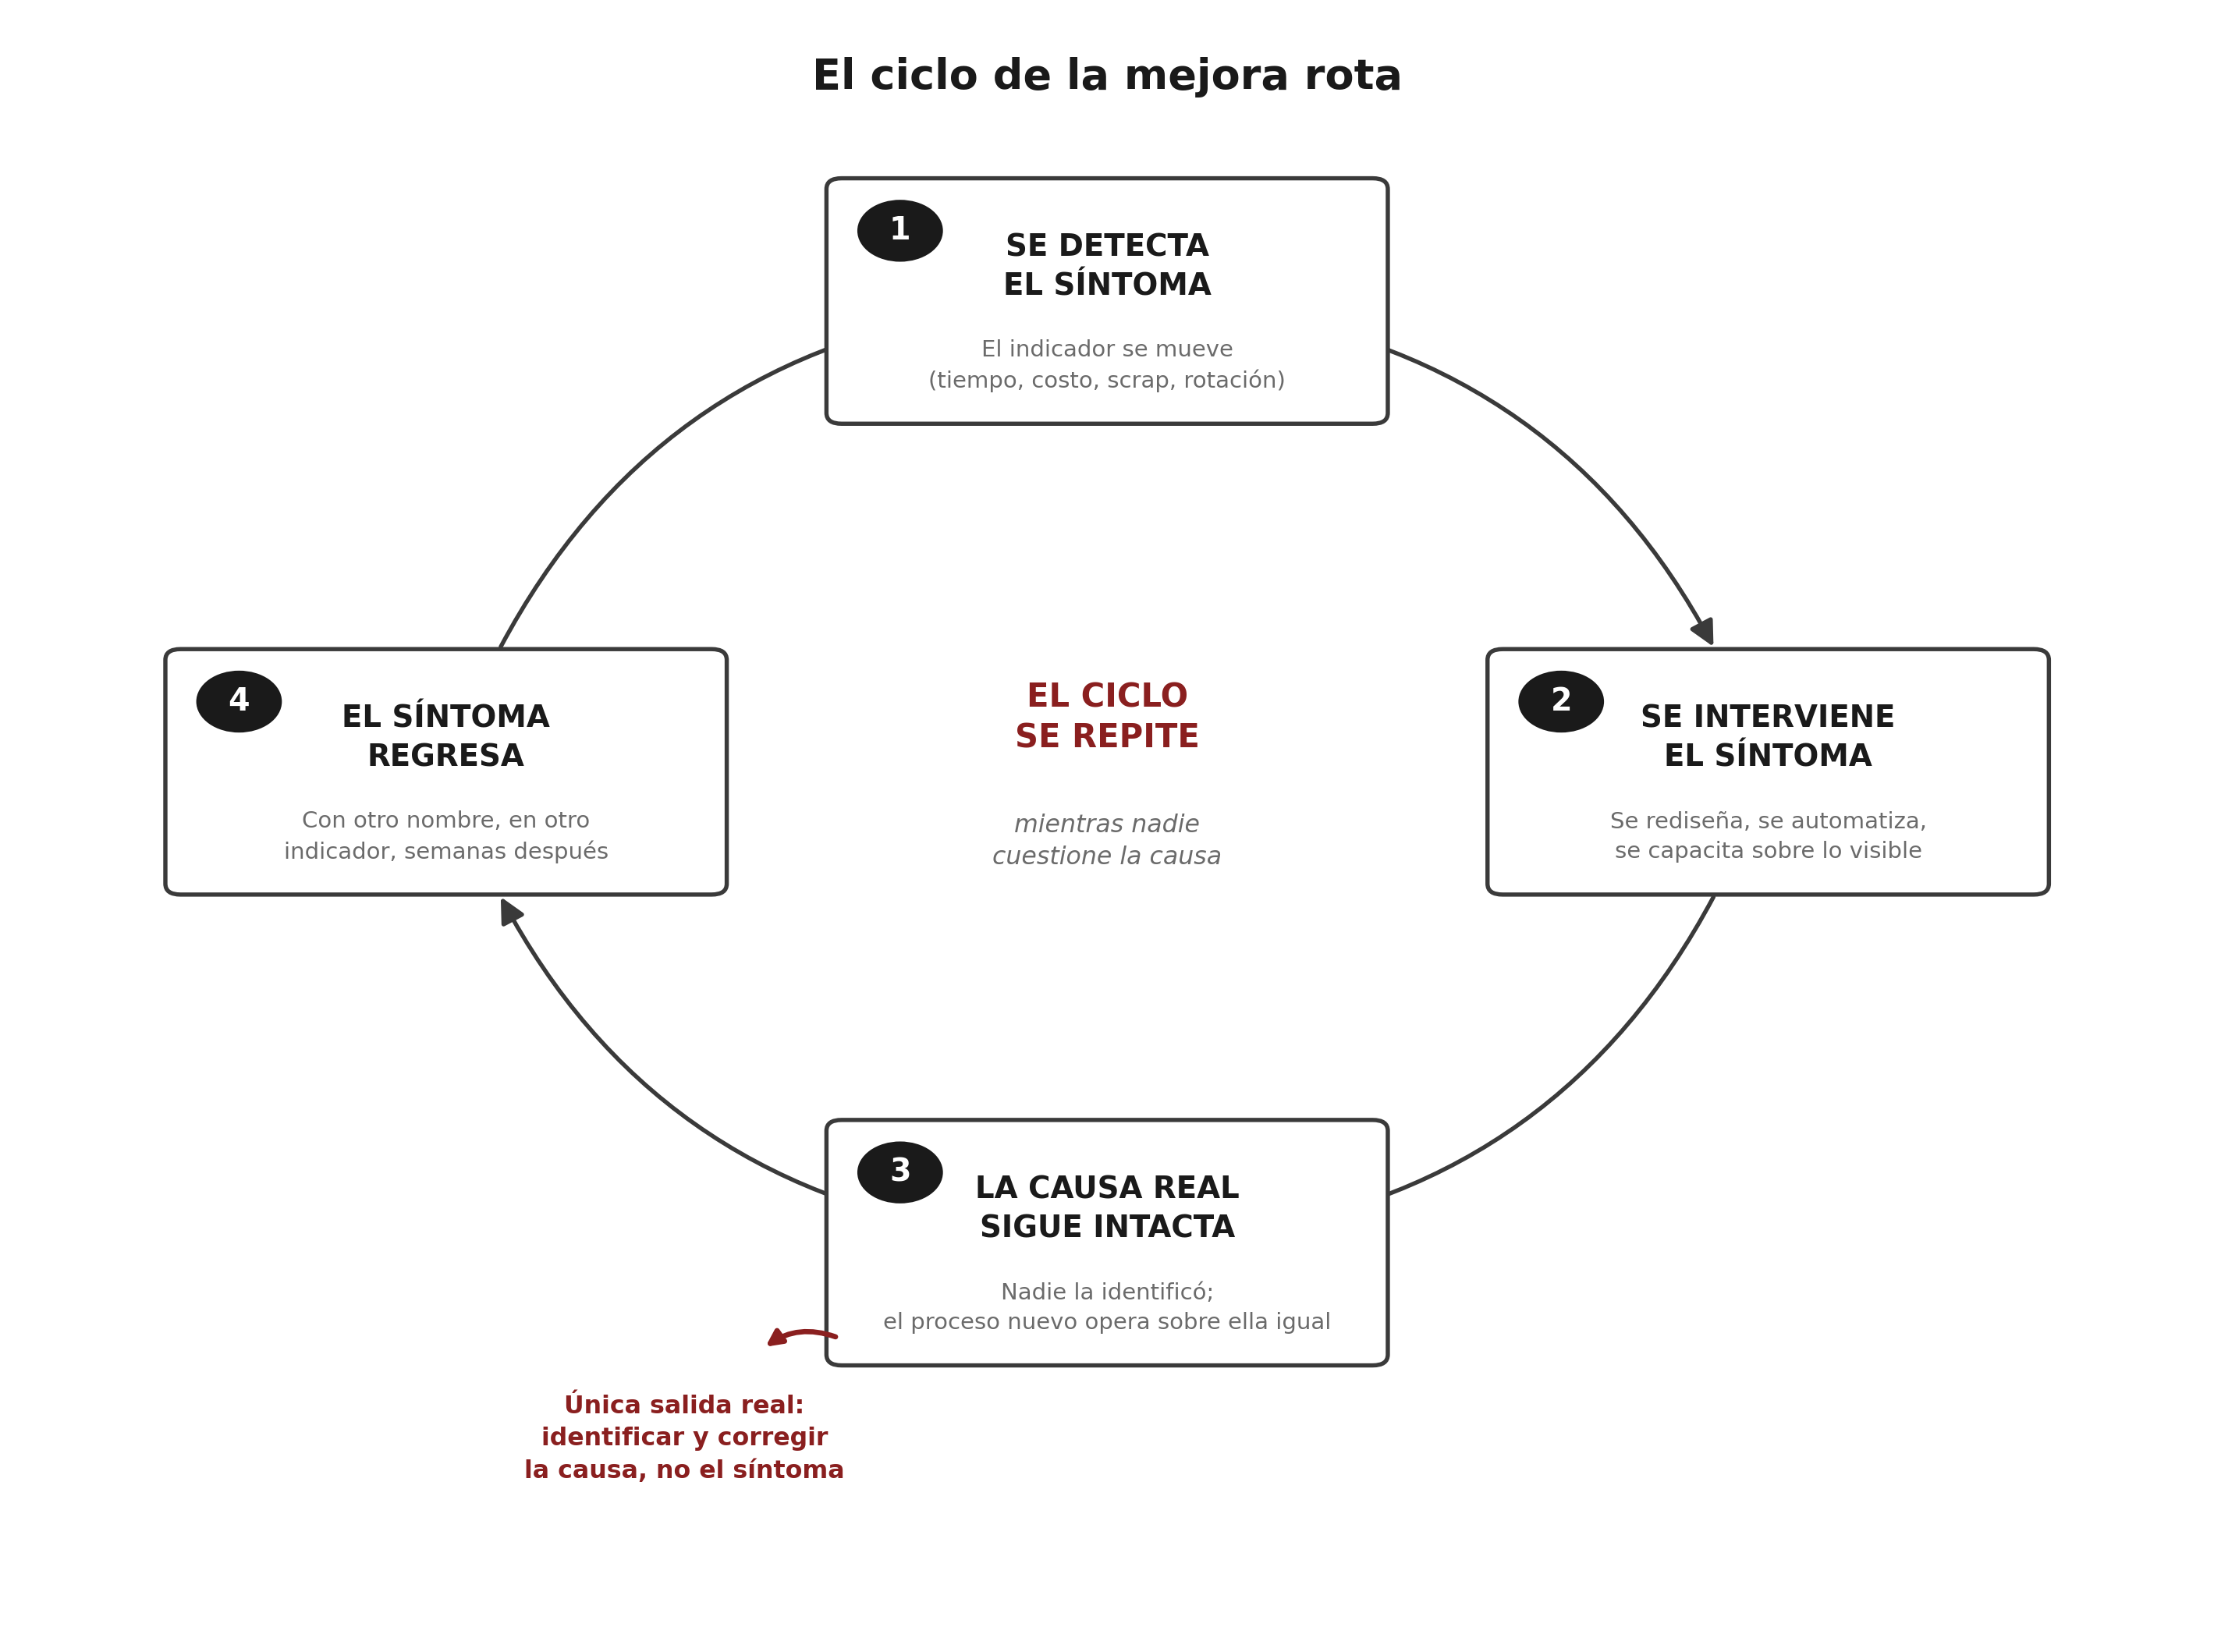 El ciclo de la mejora rota
1
SE DETECTA
EL SÍNTOMA
El indicador se mueve
(tiempo, costo, scrap, rotación)
2
SE INTERVIENE
EL SÍNTOMA
Se rediseña, se automatiza,
se capacita sobre lo visible
3
LA CAUSA REAL
SIGUE INTACTA
Nadie la identificó;
el proceso nuevo opera sobre ella igual
4
EL SÍNTOMA
REGRESA
Con otro nombre, en otro
indicador, semanas después
EL CICLO
SE REPITE
mientras nadie
cuestione la causa
Única salida real:
identificar y corregir
la causa, no el síntoma